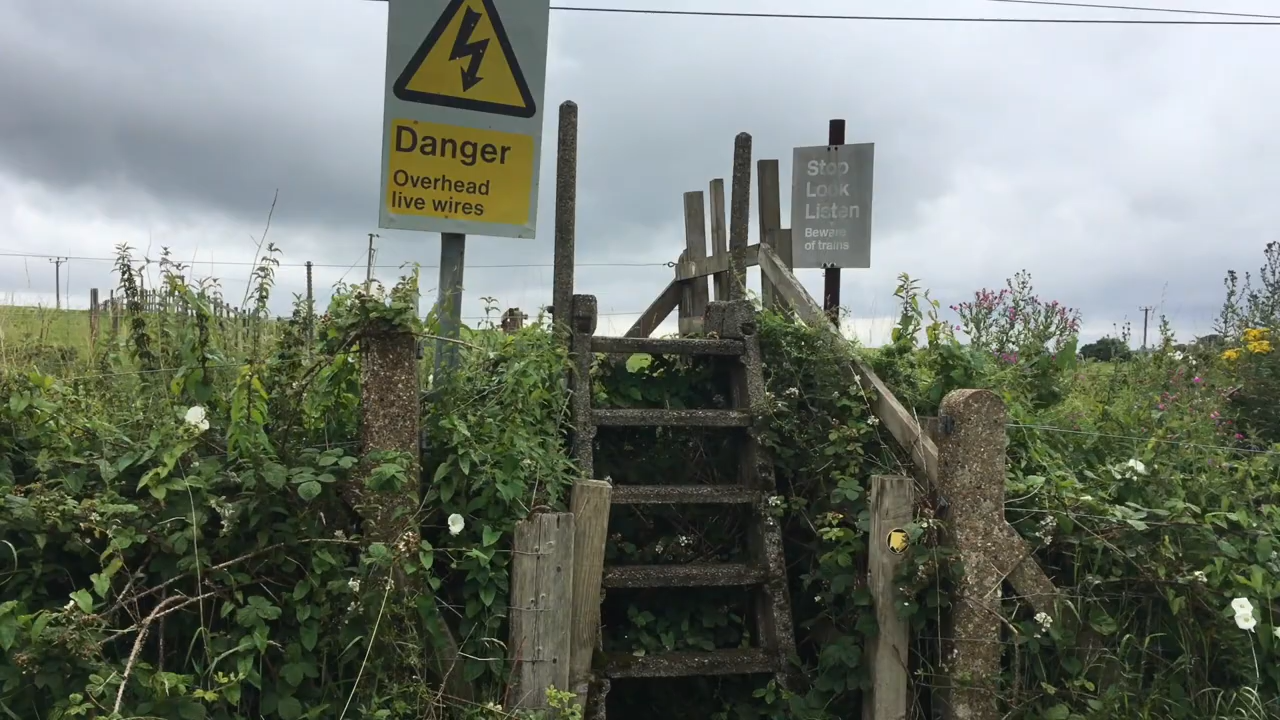 Danger
Overhead
live wires
Stop
Look
Listen
Beware
of trains